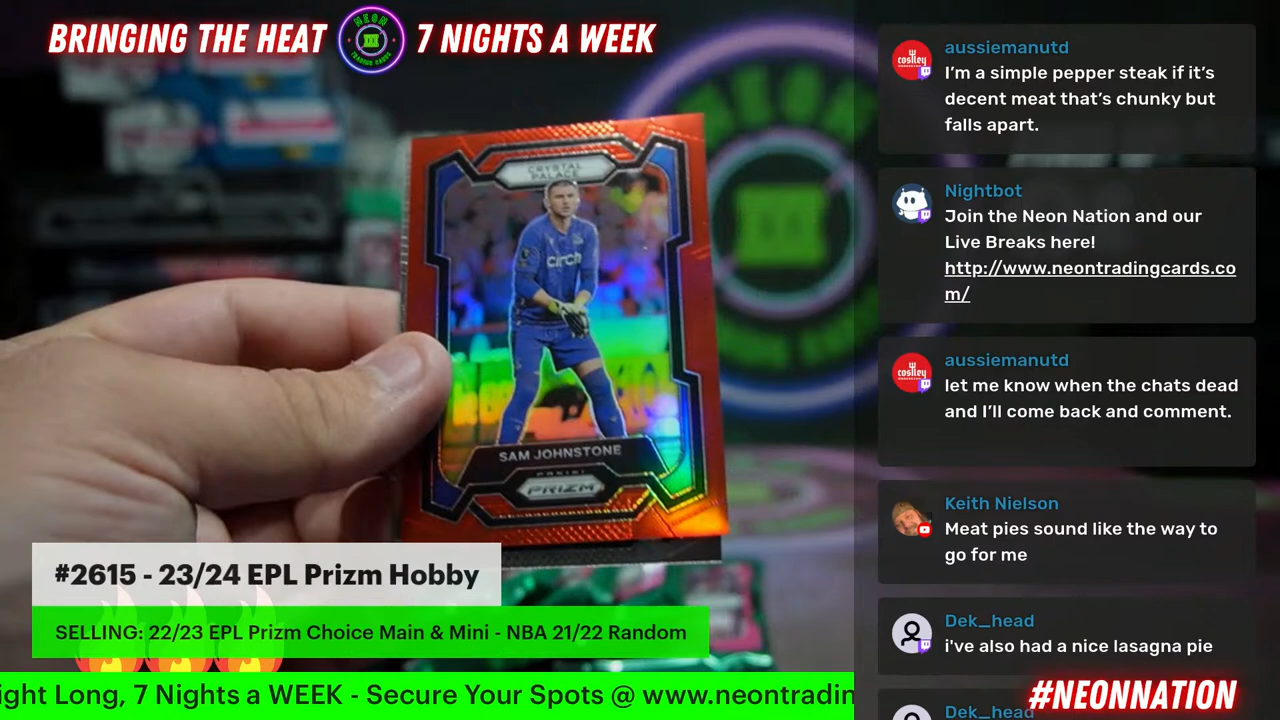 BRINGING THE HEAT
NEON
TRADING CARDS
7 NIGHTS A WEEK
CRYSTAL
PALACE
circh
SAM JOHNSTONE
PANINI
PRIZM
#2615 - 23/24 EPL Prizm Hobby
SELLING: 22/23 EPL Prizm Choice Main & Mini - NBA 21/22 Random
ight Long, 7 Nights a WEEK - Secure Your Spots @ www.neontradin
aussiemanutd
I'm a simple pepper steak if it's
decent meat that's chunky but
falls apart.
Nightbot
Join the Neon Nation and our
Live Breaks here!
http://www.neontradingcards.co
m/
aussiemanutd
let me know when the chats dead
and I'll come back and comment.
Keith Nielson
Meat pies sound like the way to
go for me
Dek_head
i've also had a nice lasagna pie
Dek_head
#NEONNATION